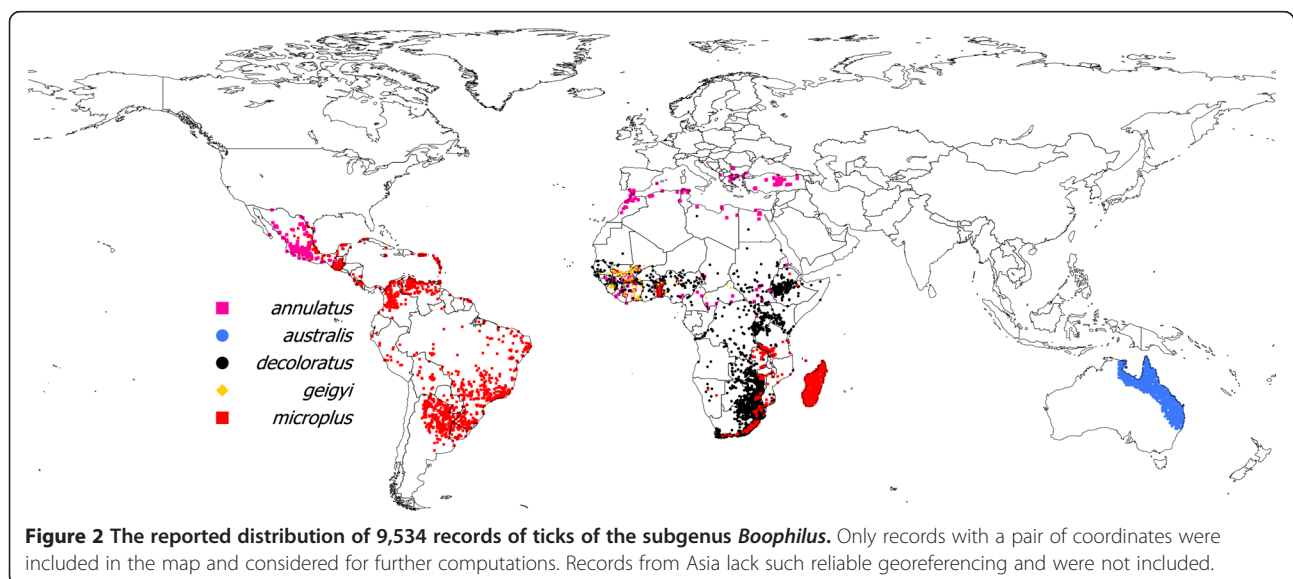 annulatus
australis
decoloratus
geigyi
microplus
Figure 2 The reported distribution of 9,534 records of ticks of the subgenus Boophilus. Only records with a pair of coordinates were
included in the map and considered for further computations. Records from Asia lack such reliable georeferencing and were not included.